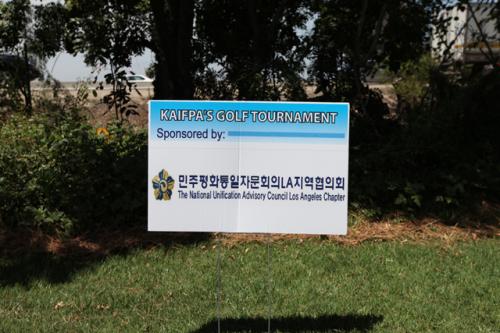 KAIFPA'S GOLF TOURNAMENT
Sponsored by:
민주평화통일자문회의LA지역협의회
The National Unification Advisory Council Los Angeles Chapter